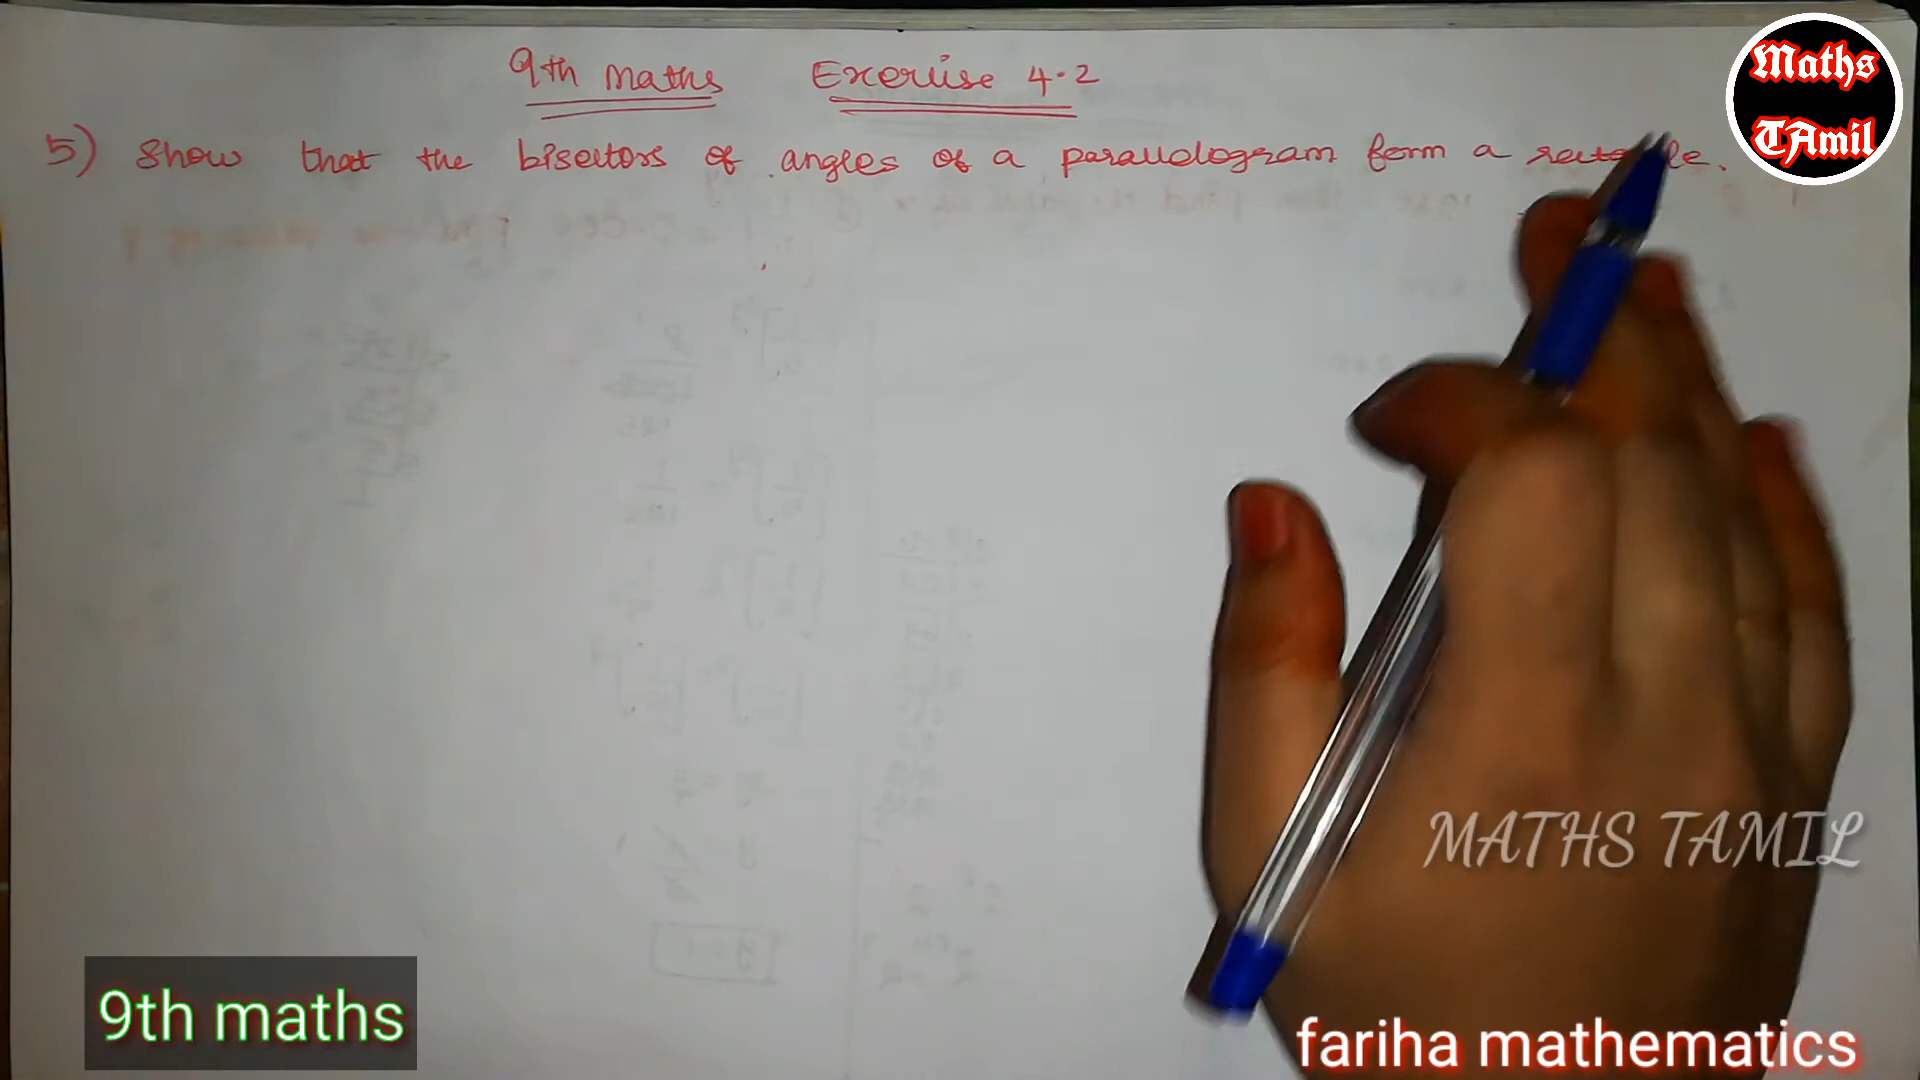 9th maths Exercise 4.2
5) Show that the bisectors of angles of a parallelogram form a rectangle.
Maths
TAmil
MATHS TAMIL
9th maths
fariha mathematics